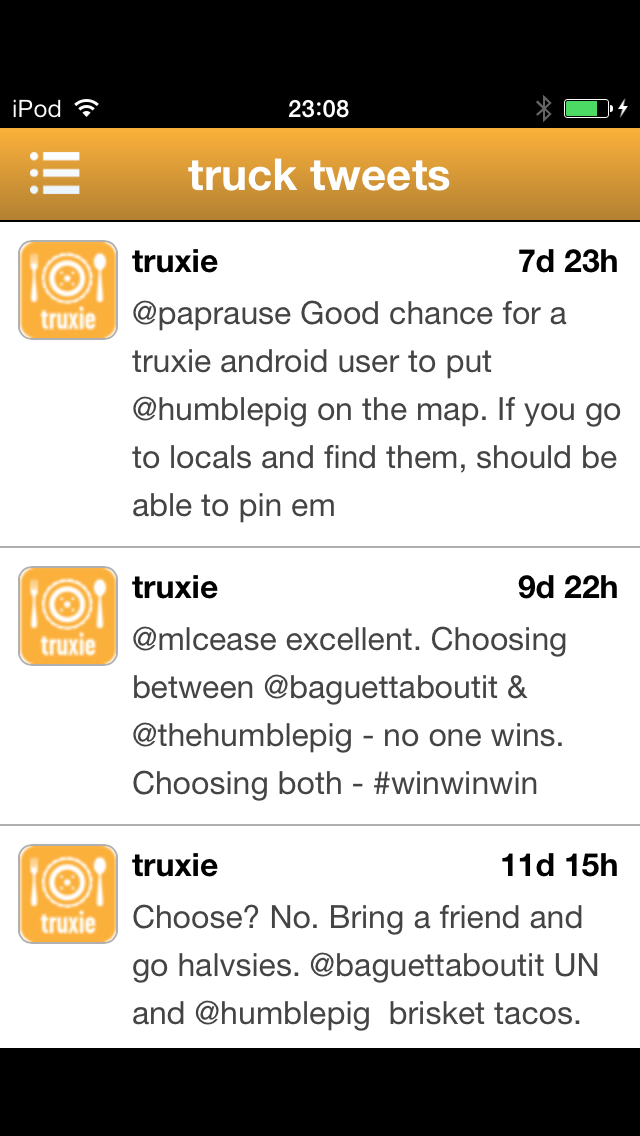 iPod 23:08
truck tweets
truxie
truxie 7d 23h
@paprause Good chance for a
truxie android user to put
@humblepig on the map. If you go
to locals and find them, should be
able to pin em
truxie
truxie 9d 22h
@mlcease excellent. Choosing
between @baguettaboutit &
@thehumblepig - no one wins.
Choosing both - #winwinwin
truxie
truxie 11d 15h
Choose? No. Bring a friend and
go halvsies. @baguettaboutit UN
and @humblepig  brisket tacos.